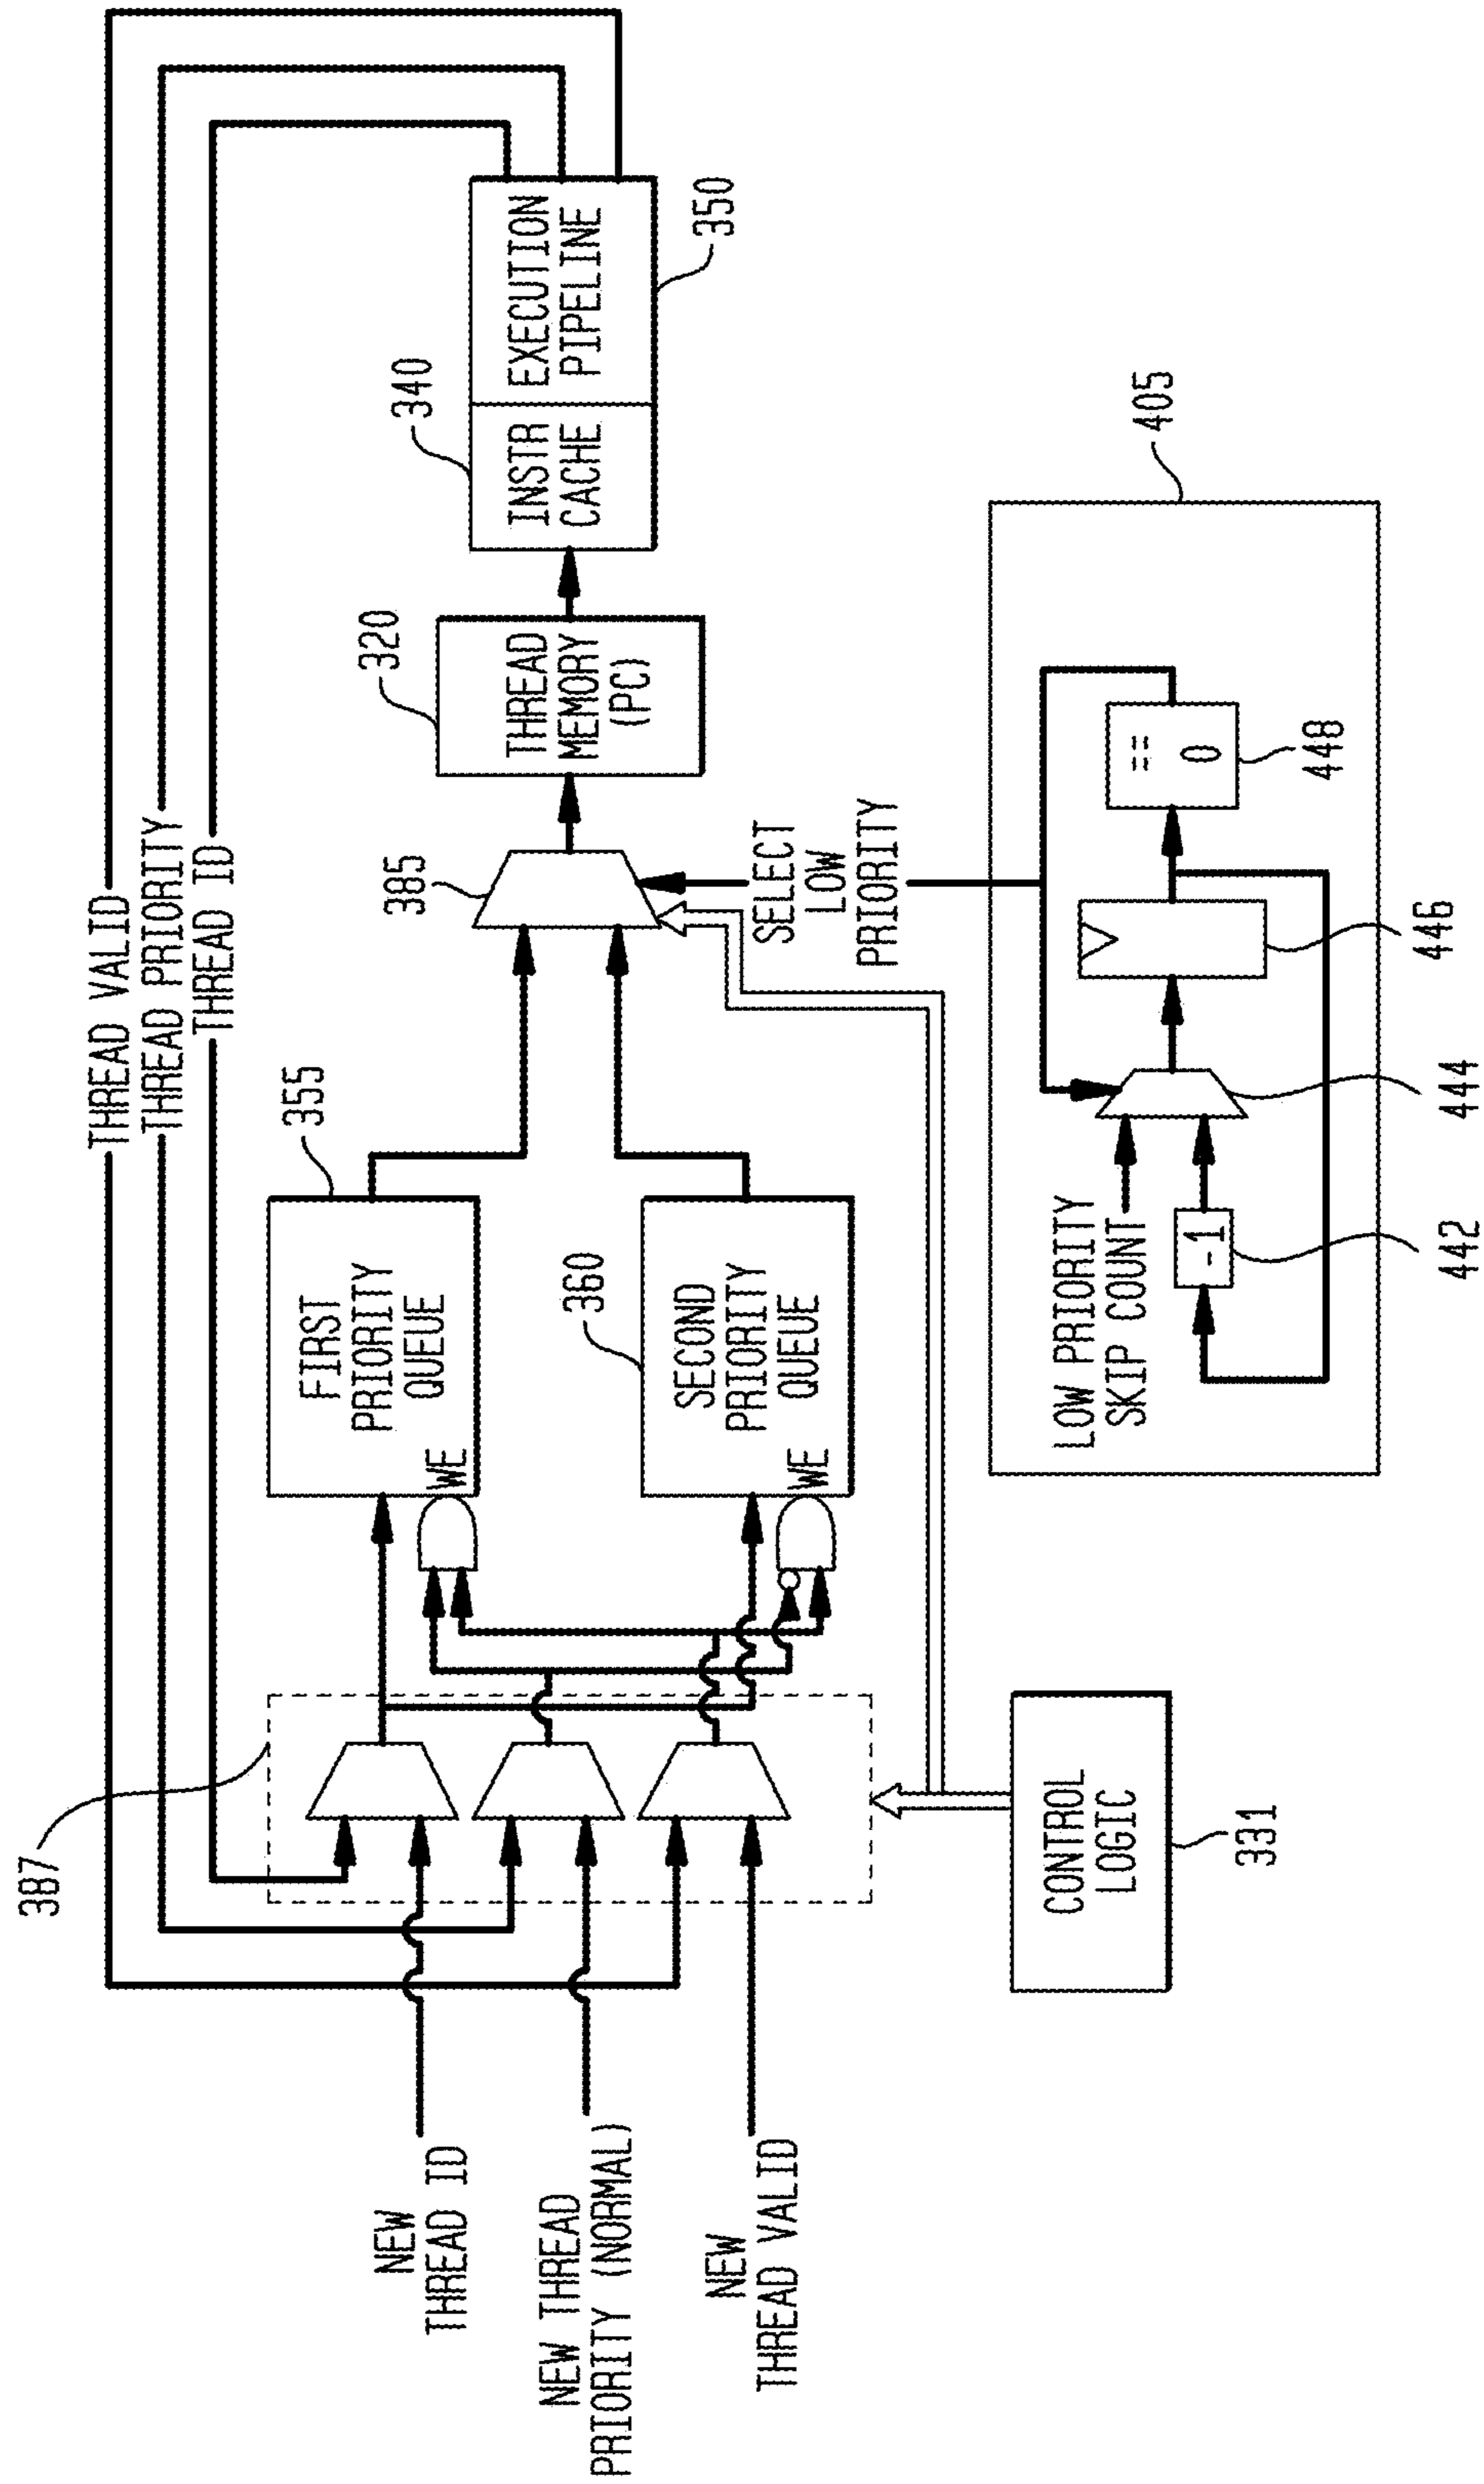 THREAD VALID
THREAD PRIORITY
THREAD ID
387
NEW
THREAD ID
NEW THREAD
PRIORITY (NORMAL)
NEW
THREAD VALID
355
FIRST
PRIORITY
QUEUE
WE
360
SECOND
PRIORITY
QUEUE
WE
385
320
THREAD
MEMORY
(PC)
340
INSTR
CACHE
EXECUTION
PIPELINE
350
SELECT
LOW
PRIORITY
CONTROL
LOGIC
331
405
LOW PRIORITY
SKIP COUNT
-1
==
0
442
444
446
448